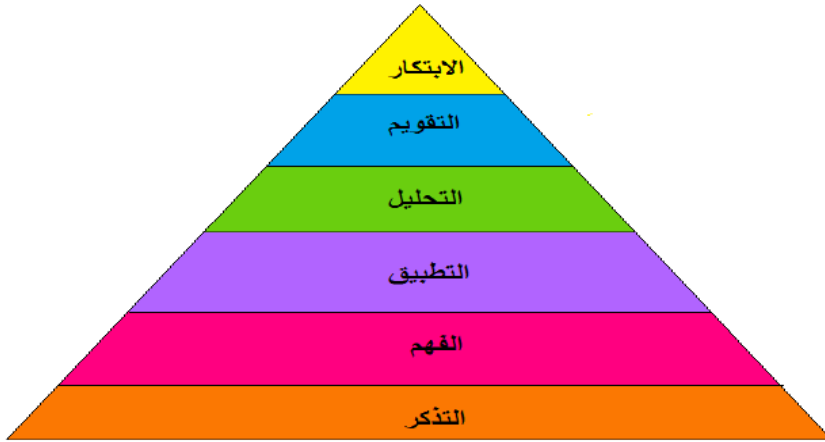 الابتكار
التقويم
التحليل
التطبيق
الفهم
التذكر